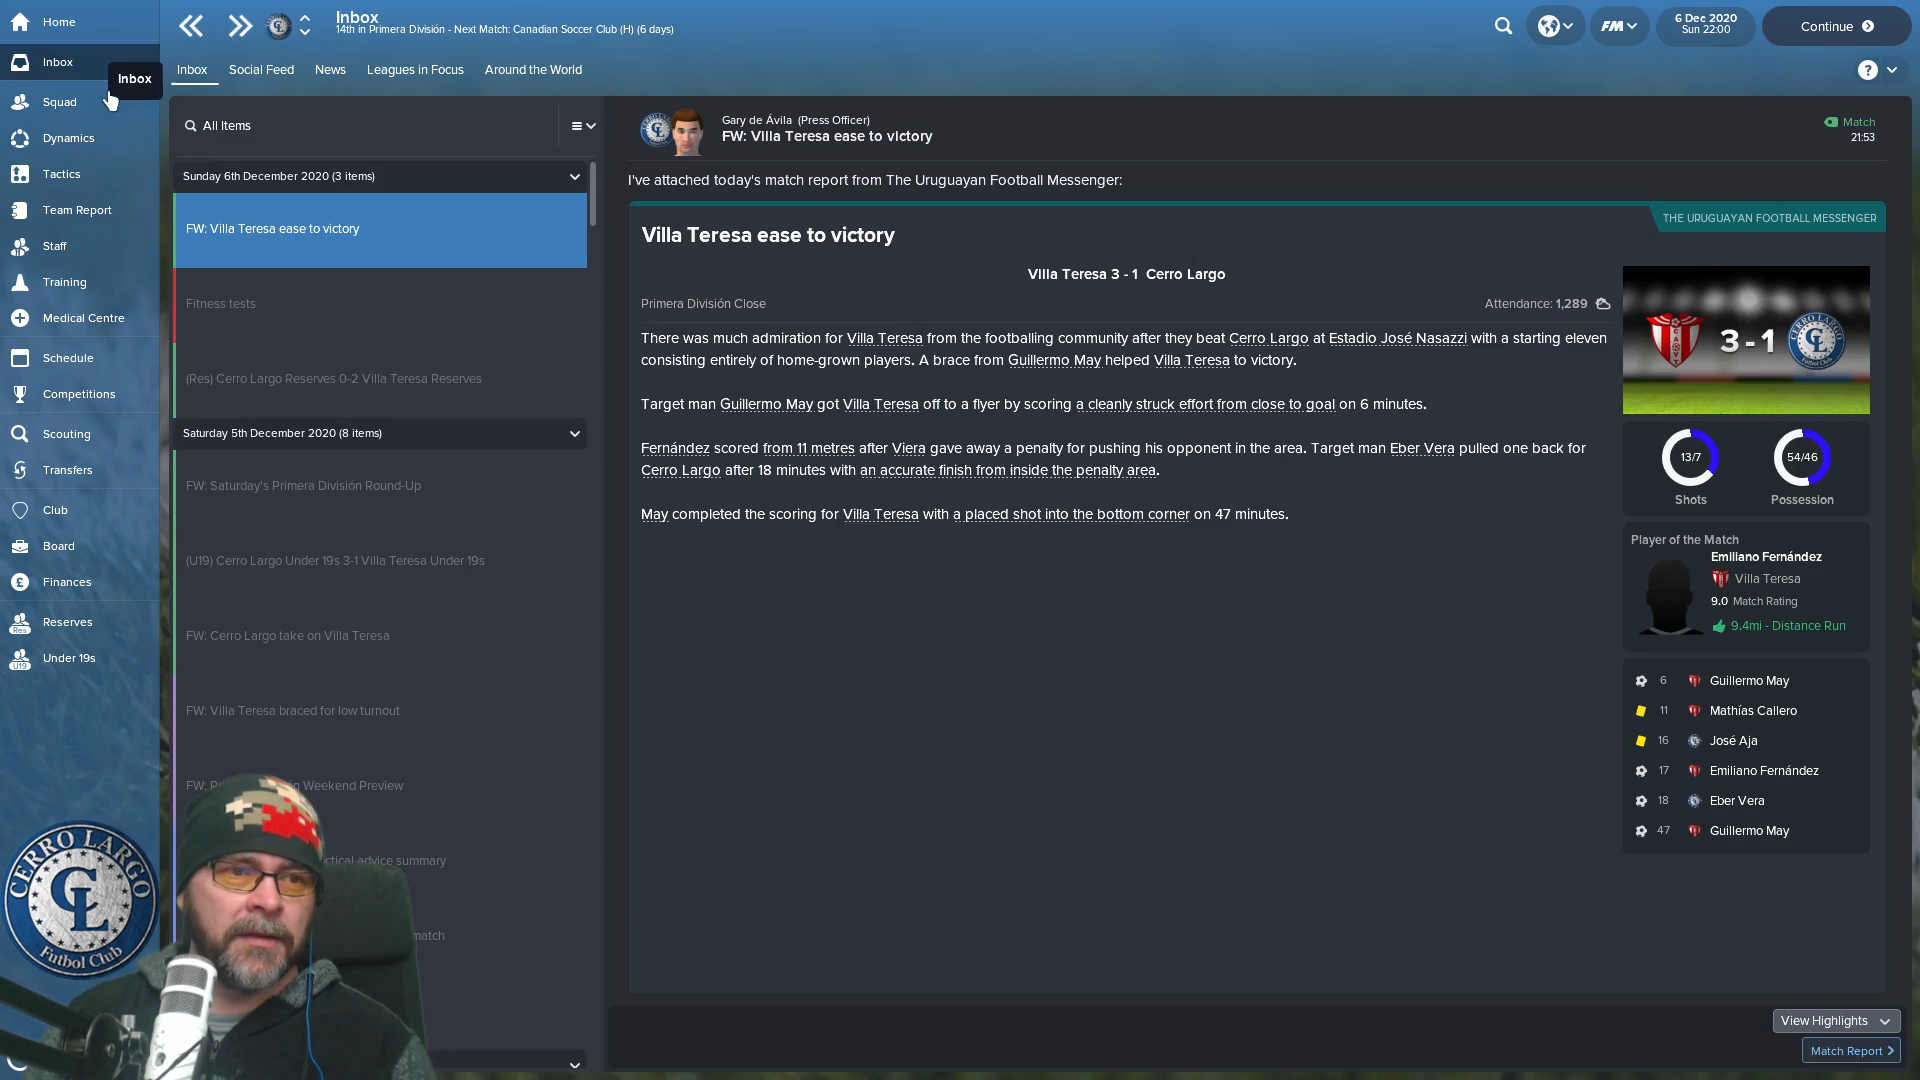 Home
Inbox
14th in Primera División - Next Match: Canadian Soccer Club (H) (6 days)
FM
6 Dec 2020
Sun 22:00
Continue
Inbox
Inbox
Squad
Dynamics
Tactics
Team Report
Staff
Training
Medical Centre
Schedule
Competitions
Scouting
Transfers
Club
Board
Finances
Reserves
Res
Under 19s
U19
Inbox Social Feed News Leagues in Focus Around the World
?
All Items
Sunday 6th December 2020 (3 items)
FW: Villa Teresa ease to victory
Fitness tests
(Res) Cerro Largo Reserves 0-2 Villa Teresa Reserves
Saturday 5th December 2020 (8 items)
FW: Saturday's Primera División Round-Up
(U19) Cerro Largo Under 19s 3-1 Villa Teresa Under 19s
FW: Cerro Largo take on Villa Teresa
FW: Villa Teresa braced for low turnout
FW: Weekend Preview
ctical advice summary
match
CERRO LARGO
CL
Futbol Club
Gary de Ávila (Press Officer)
FW: Villa Teresa ease to victory
Match
21:53
I've attached today's match report from The Uruguayan Football Messenger:
THE URUGUAYAN FOOTBALL MESSENGER
Villa Teresa ease to victory
Villa Teresa 3 - 1 Cerro Largo
Primera División Close
Attendance: 1,289
There was much admiration for Villa Teresa from the footballing community after they beat Cerro Largo at Estadio José Nasazzi with a starting eleven
consisting entirely of home-grown players. A brace from Guillermo May helped Villa Teresa to victory.
Target man Guillermo May got Villa Teresa off to a flyer by scoring a cleanly struck effort from close to goal on 6 minutes.
Fernández scored from 11 metres after Viera gave away a penalty for pushing his opponent in the area. Target man Eber Vera pulled one back for
Cerro Largo after 18 minutes with an accurate finish from inside the penalty area.
May completed the scoring for Villa Teresa with a placed shot into the bottom corner on 47 minutes.
3 - 1
13/7
54/46
Shots
Possession
Player of the Match
Emiliano Fernández
Villa Teresa
9.0 Match Rating
9.4mi - Distance Run
6 Guillermo May
11 Mathías Callero
16 José Aja
17 Emiliano Fernández
18 Eber Vera
47 Guillermo May
View Highlights
Match Report